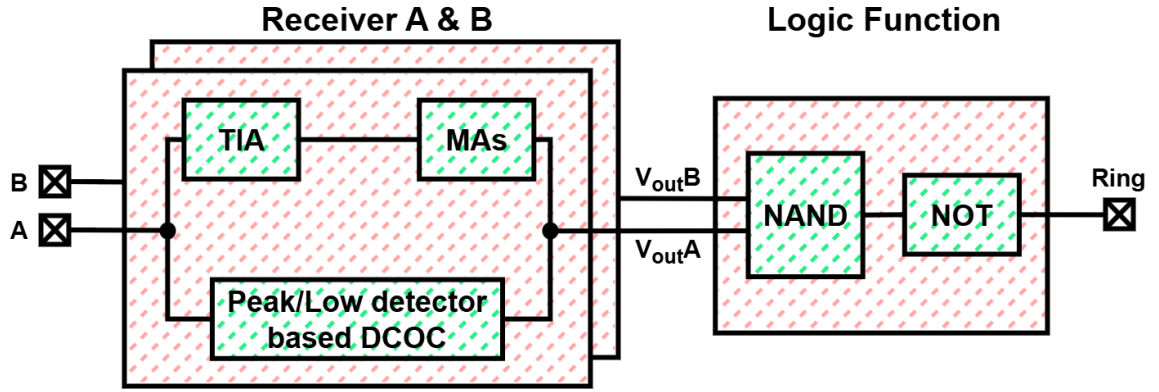 Receiver A & B
Logic Function
TIA
MAs
B
A
VoutB
VoutA
NAND
NOT
Ring
Peak/Low detector
based DCOC